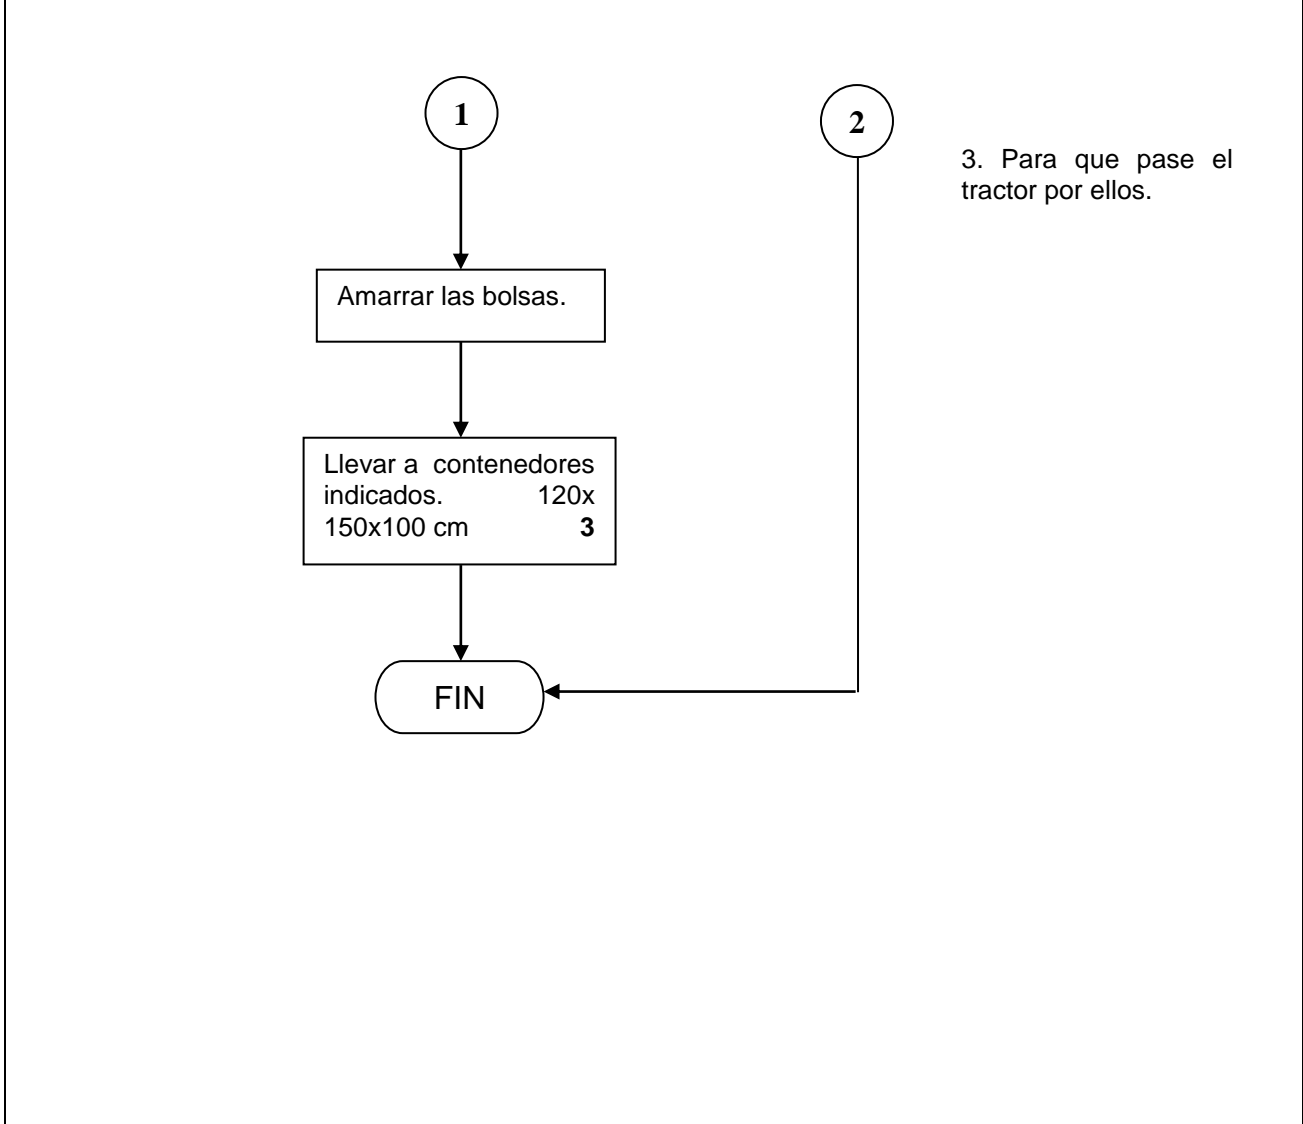 1
2
3. Para que pase el
tractor por ellos.
Amarrar las bolsas.
Llevar a contenedores
indicados. 120x
150x100 cm 3
FIN